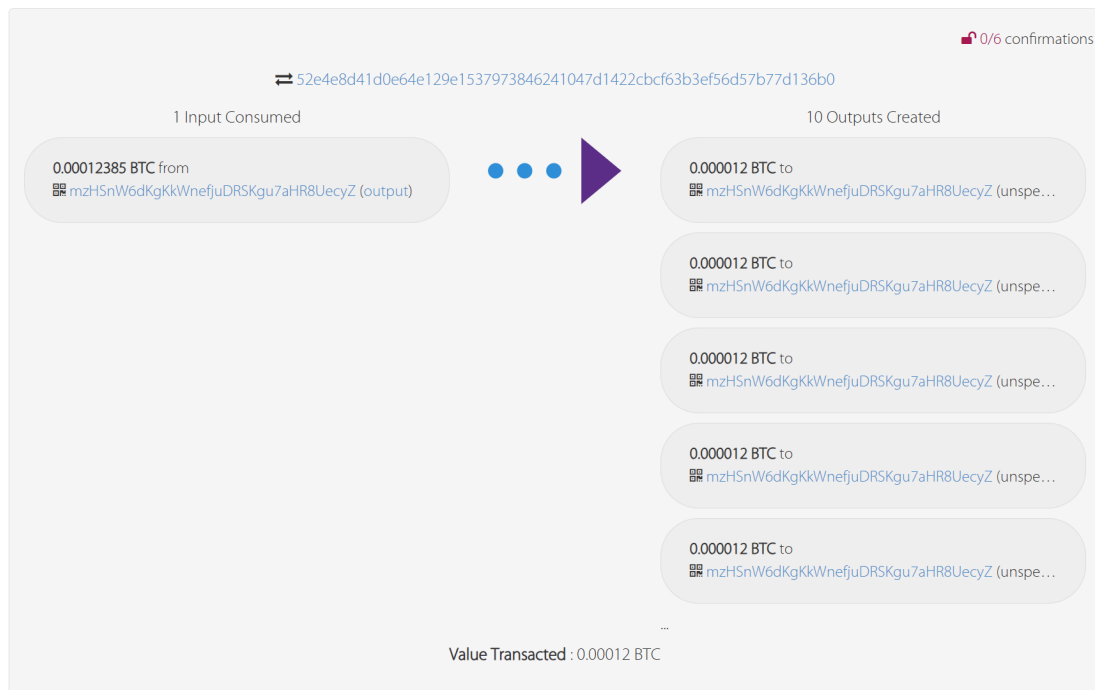 0/6 confirmations
52e4e8d41d0e64e129e1537973846241047d1422cbcf63b3ef56d57b77d136b0
1 Input Consumed
10 Outputs Created
0.00012385 BTC from
mzHSnW6dKgKkWnefjuDRSKgu7aHR8UecyZ (output)
0.000012 BTC to
mzHSnW6dKgKkWnefjuDRSKgu7aHR8UecyZ (unspe…
0.000012 BTC to
mzHSnW6dKgKkWnefjuDRSKgu7aHR8UecyZ (unspe…
0.000012 BTC to
mzHSnW6dKgKkWnefjuDRSKgu7aHR8UecyZ (unspe…
0.000012 BTC to
mzHSnW6dKgKkWnefjuDRSKgu7aHR8UecyZ (unspe…
0.000012 BTC to
mzHSnW6dKgKkWnefjuDRSKgu7aHR8UecyZ (unspe…
...
Value Transacted : 0.00012 BTC